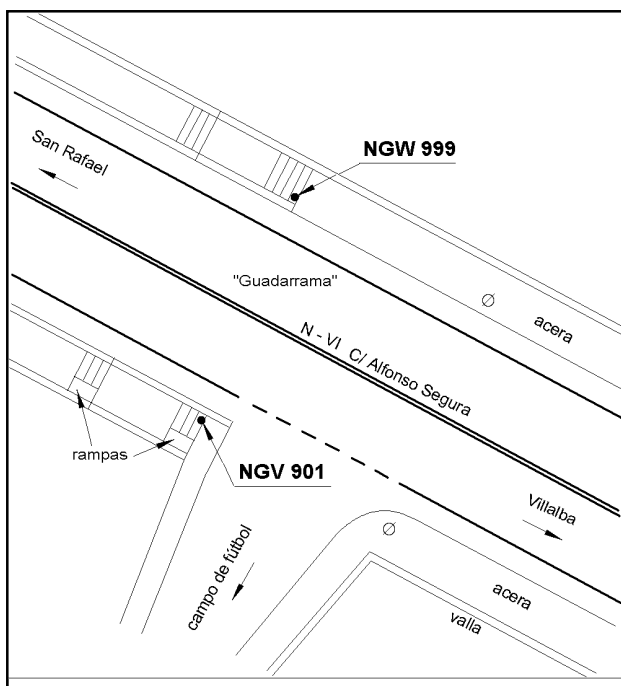 NGW 999
San Rafael
"Guadarrama"
acera
N - VI C/ Alfonso Segura
rampas
NGV 901
Villalba
campo de fútbol
acera
valla